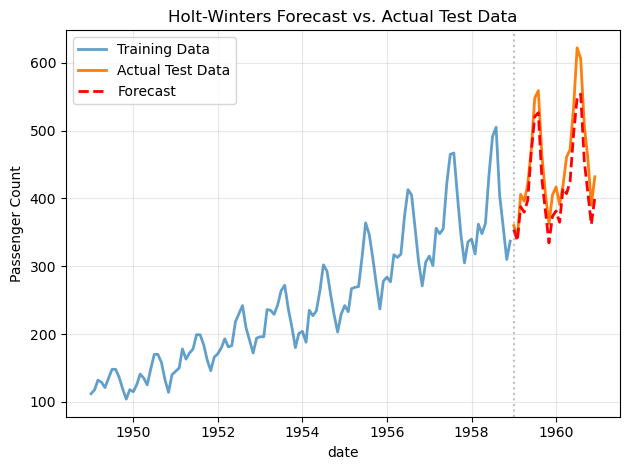 Holt-Winters Forecast vs. Actual Test Data
Training Data
Actual Test Data
Forecast
Passenger Count
600
500
400
300
200
100
1950
1952
1954
1956
1958
1960
date